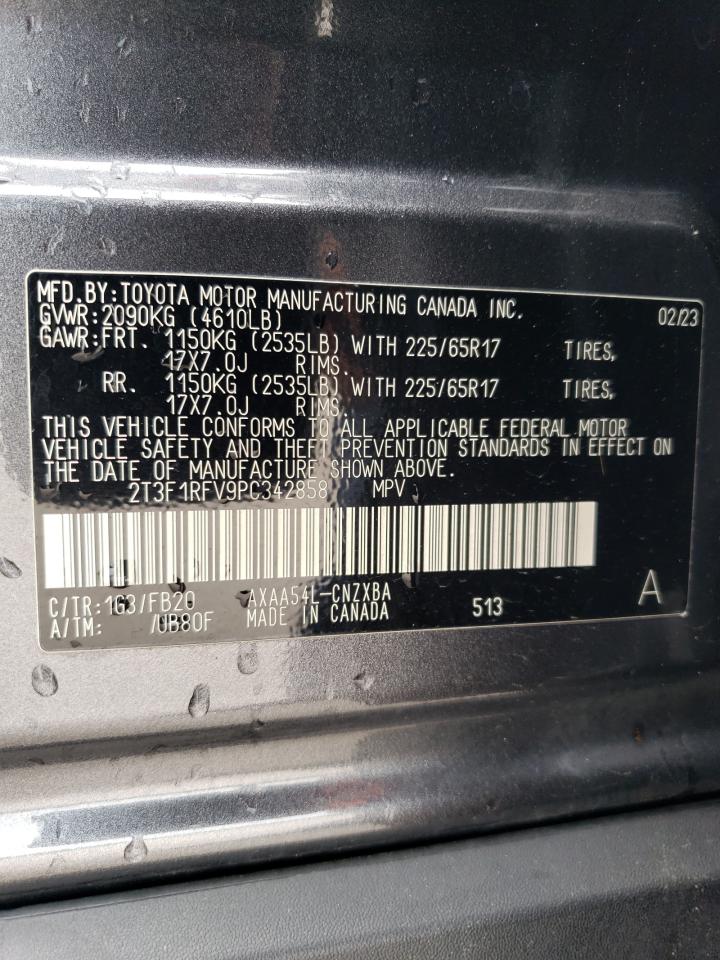 MFD.BY:TOYOTA MOTOR MANUFACTURING CANADA INC. 02/23
GVWR:2090KG (4610LB)
GAWR:FRT. 1150KG (2535LB) WITH 225/65R17 TIRES,
17X7.0J RIMS.
RR. 1150KG (2535LB) WITH 225/65R17 TIRES,
17X7.0J RIMS.
THIS VEHICLE CONFORMS TO ALL APPLICABLE FEDERAL MOTOR
VEHICLE SAFETY AND THEFT PREVENTION STANDARDS IN EFFECT ON
THE DATE OF MANUFACTURE SHOWN ABOVE.
2T3F1RFV9PC342858 MPV
C/TR:1G3/FB20 AXAA54L-CNZXBA A
A/TM: /UB80F MADE IN CANADA 513